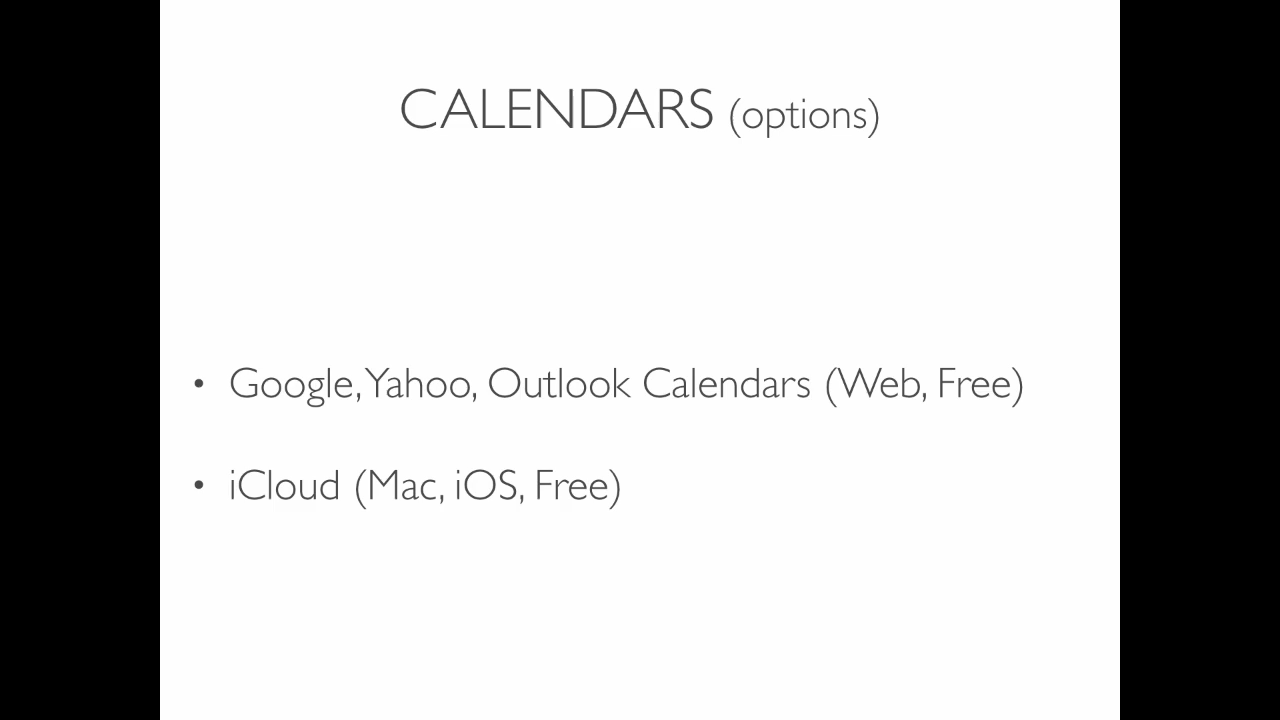 CALENDARS (options)
• Google, Yahoo, Outlook Calendars (Web, Free)
• iCloud (Mac, iOS, Free)